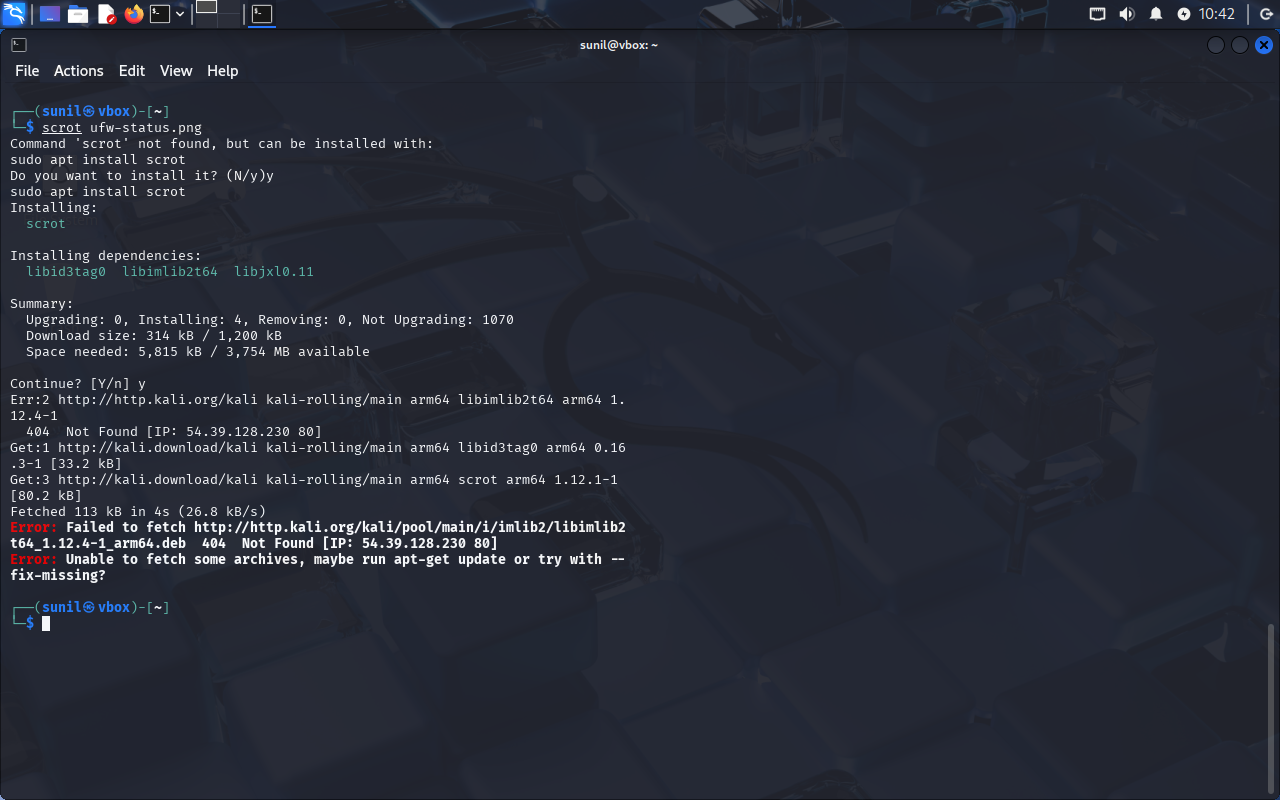 10:42
sunil@vbox: ~
File Actions Edit View Help
┌──(sunil㉿vbox)-[~]
└─$ scrot ufw-status.png
Command 'scrot' not found, but can be installed with:
sudo apt install scrot
Do you want to install it? (N/y)y
sudo apt install scrot
Installing:
  scrot

Installing dependencies:
  libid3tag0  libimlib2t64  libjxl0.11

Summary:
  Upgrading: 0, Installing: 4, Removing: 0, Not Upgrading: 1070
  Download size: 314 kB / 1,200 kB
  Space needed: 5,815 kB / 3,754 MB available

Continue? [Y/n] y
Err:2 http://http.kali.org/kali kali-rolling/main arm64 libimlib2t64 arm64 1.
12.4-1
  404  Not Found [IP: 54.39.128.230 80]
Get:1 http://kali.download/kali kali-rolling/main arm64 libid3tag0 arm64 0.16
.3-1 [33.2 kB]
Get:3 http://kali.download/kali kali-rolling/main arm64 scrot arm64 1.12.1-1
[80.2 kB]
Fetched 113 kB in 4s (26.8 kB/s)
Error: Failed to fetch http://http.kali.org/kali/pool/main/i/imlib2/libimlib2
t64_1.12.4-1_arm64.deb  404  Not Found [IP: 54.39.128.230 80]
Error: Unable to fetch some archives, maybe run apt-get update or try with --
fix-missing?

┌──(sunil㉿vbox)-[~]
└─$